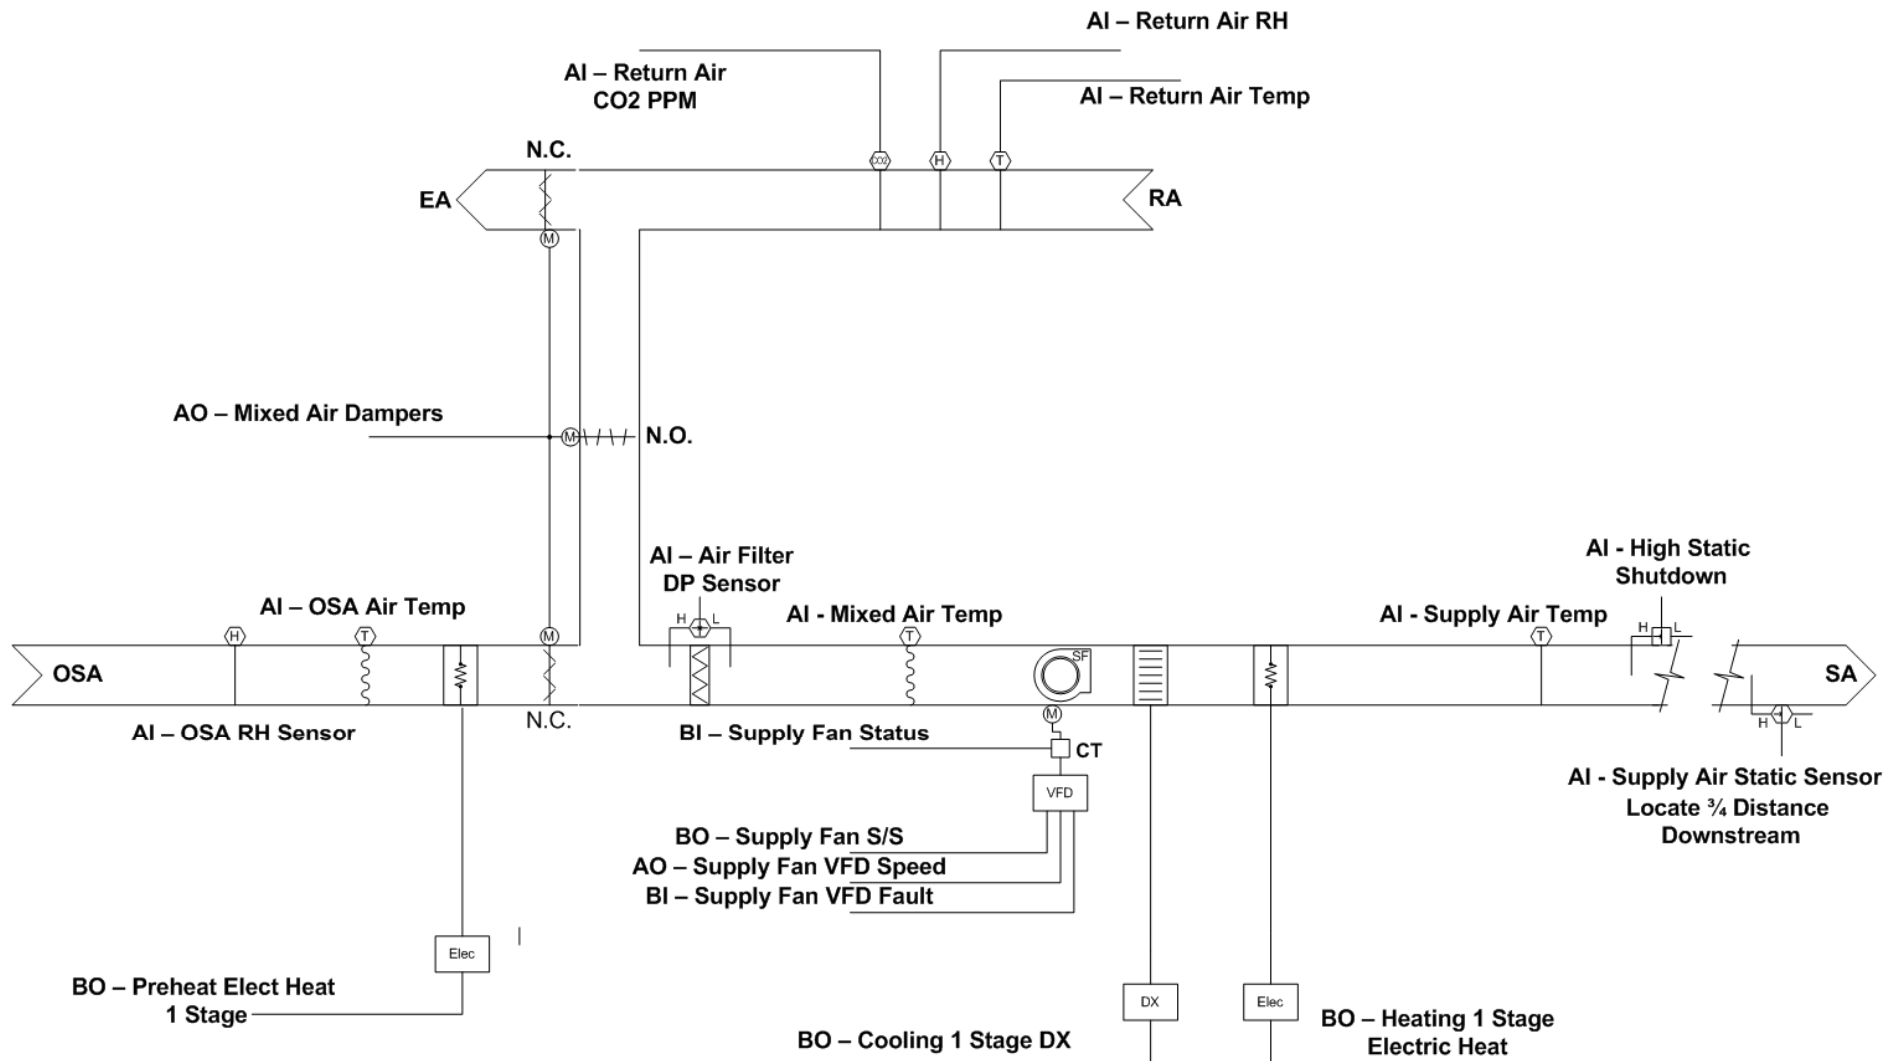 AI – Return Air RH
AI – Return Air
CO2 PPM
AI – Return Air Temp
N.C.
CO2
H
T
EA
RA
M
AO – Mixed Air Dampers
M
N.O.
AI – Air Filter
DP Sensor
AI - High Static
Shutdown
AI – OSA Air Temp
AI - Mixed Air Temp
AI - Supply Air Temp
H
T
M
H
L
T
T
H
L
OSA
SF
SA
AI – OSA RH Sensor
N.C.
BI – Supply Fan Status
M
CT
H
L
VFD
AI - Supply Air Static Sensor
Locate ¾ Distance
Downstream
BO – Supply Fan S/S
AO – Supply Fan VFD Speed
BI – Supply Fan VFD Fault
Elec
BO – Preheat Elect Heat
1 Stage
DX
Elec
BO – Cooling 1 Stage DX
BO – Heating 1 Stage
Electric Heat